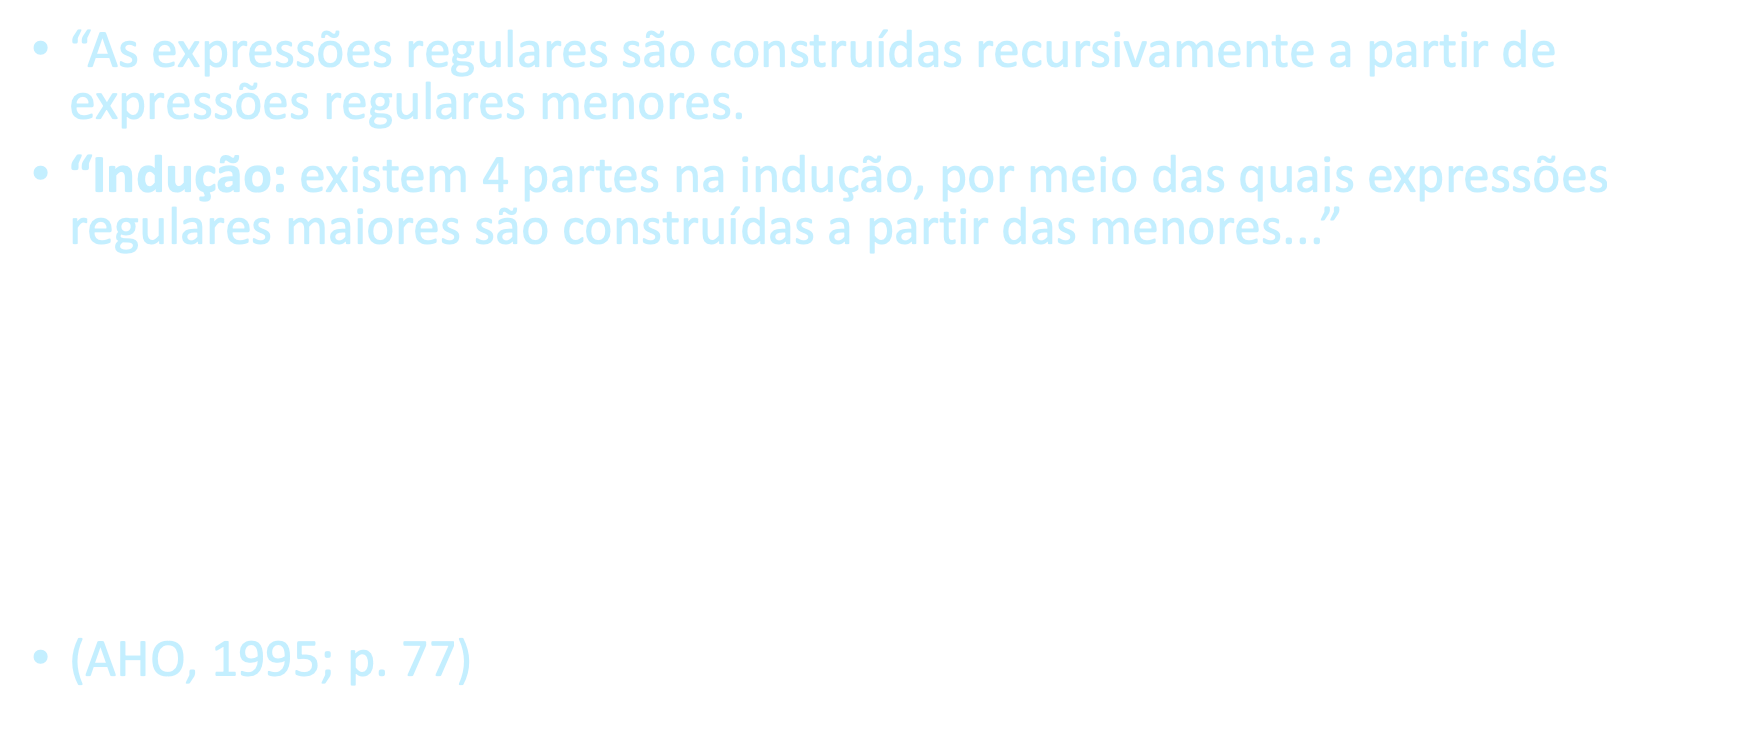 • “As expressões regulares são construídas recursivamente a partir de
expressões regulares menores.
• “Indução: existem 4 partes na indução, por meio das quais expressões
regulares maiores são construídas a partir das menores...”
• (AHO, 1995; p. 77)